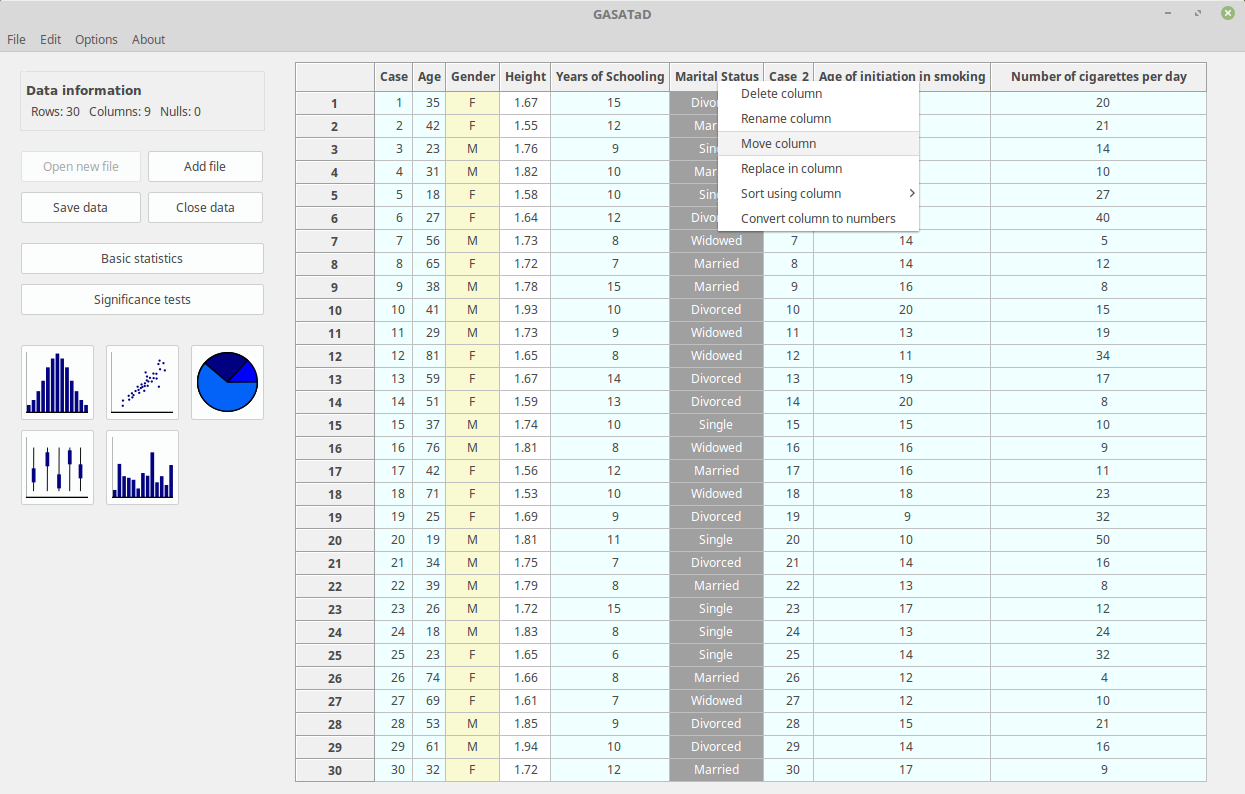 GASATaD
File Edit Options About
Data information
Rows: 30 Columns: 9 Nulls: 0
Open new file Add file
Save data Close data
Basic statistics
Significance tests
Case Age Gender Height Years of Schooling Marital Status Case_2 Age of initiation in smoking Number of cigarettes per day
1 1 35 F 1.67 15 Divo 20
2 2 42 F 1.55 12 Mar 21
3 3 23 M 1.76 9 Sin 14
4 4 31 M 1.82 10 Mar 10
5 5 18 F 1.58 10 Sin 27
6 6 27 F 1.64 12 Divo 40
Delete column
Rename column
Move column
Replace in column
Sort using column
Convert column to numbers
7 7 56 M 1.73 8 Widowed 7 14 5
8 8 65 F 1.72 7 Married 8 14 12
9 9 38 M 1.78 15 Married 9 16 8
10 10 41 M 1.93 10 Divorced 10 20 15
11 11 29 M 1.73 9 Widowed 11 13 19
12 12 81 F 1.65 8 Widowed 12 11 34
13 13 59 F 1.67 14 Divorced 13 19 17
14 14 51 F 1.59 13 Divorced 14 20 8
15 15 37 M 1.74 10 Single 15 15 10
16 16 76 M 1.81 8 Widowed 16 16 9
17 17 42 F 1.56 12 Married 17 16 11
18 18 71 F 1.53 10 Widowed 18 18 23
19 19 25 F 1.69 9 Divorced 19 9 32
20 20 19 M 1.81 11 Single 20 10 50
21 21 34 M 1.75 7 Divorced 21 14 16
22 22 39 M 1.79 8 Married 22 13 8
23 23 26 M 1.72 15 Single 23 17 12
24 24 18 M 1.83 8 Single 24 13 24
25 25 23 F 1.65 6 Single 25 14 32
26 26 74 F 1.66 8 Married 26 12 4
27 27 69 F 1.61 7 Widowed 27 12 10
28 28 53 M 1.85 9 Divorced 28 15 21
29 29 61 M 1.94 10 Divorced 29 14 16
30 30 32 F 1.72 12 Married 30 17 9